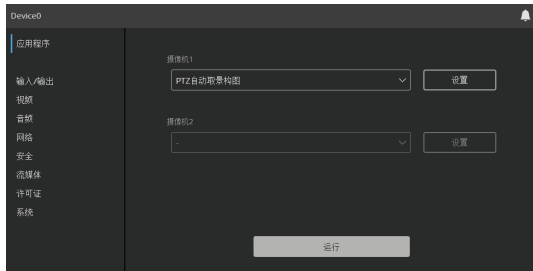 Device0
应用程序
输入/输出
视频
音频
网络
安全
流媒体
许可证
系统
摄像机1
PTZ自动取景构图
设置
摄像机2
-
设置
运行